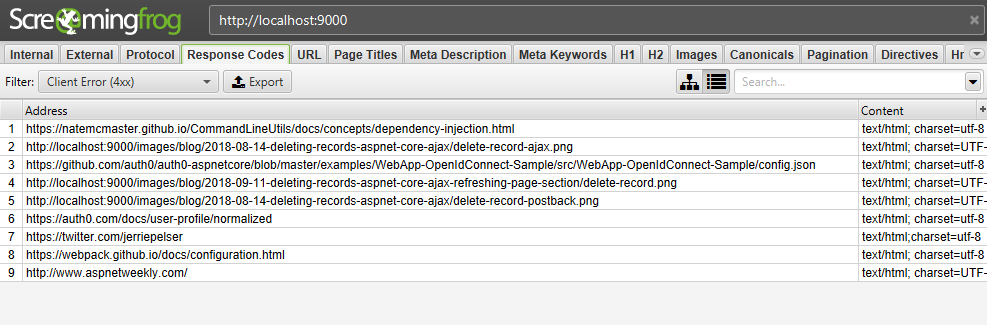 Screamingfrog http://localhost:9000
Internal External Protocol Response Codes URL Page Titles Meta Description Meta Keywords H1 H2 Images Canonicals Pagination Directives Hr
Filter: Client Error (4xx) Export Search...
Address Content
1 https://natemcmaster.github.io/CommandLineUtils/docs/concepts/dependency-injection.html text/html; charset=utf-8
2 http://localhost:9000/images/blog/2018-08-14-deleting-records-aspnet-core-ajax/delete-record-ajax.png text/html; charset=UTF-
3 https://github.com/auth0/auth0-aspnetcore/blob/master/examples/WebApp-OpenIdConnect-Sample/src/WebApp-OpenIdConnect-Sample/config.json text/html; charset=utf-8
4 http://localhost:9000/images/blog/2018-09-11-deleting-records-aspnet-core-ajax-refreshing-page-section/delete-record.png text/html; charset=UTF-
5 http://localhost:9000/images/blog/2018-08-14-deleting-records-aspnet-core-ajax/delete-record-postback.png text/html; charset=UTF-
6 https://auth0.com/docs/user-profile/normalized text/html; charset=utf-8
7 https://twitter.com/jerriepelser text/html;charset=utf-8
8 https://webpack.github.io/docs/configuration.html text/html; charset=utf-8
9 http://www.aspnetweekly.com/ text/html; charset=UTF-